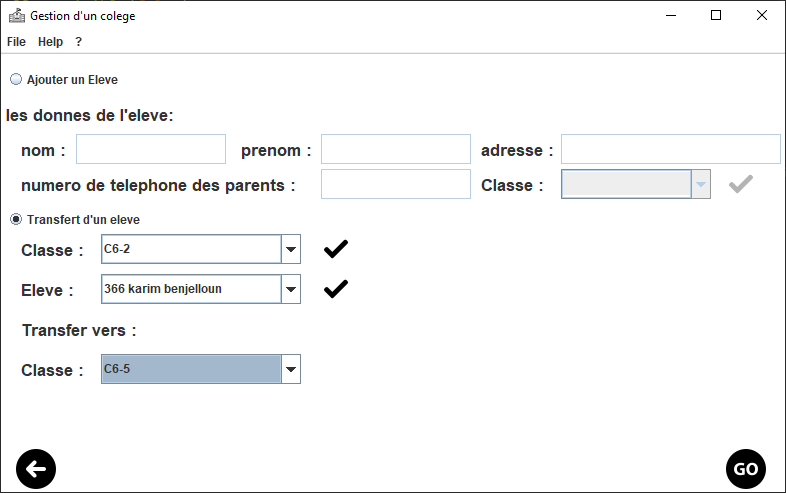 Gestion d'un colege
File Help ?
Ajouter un Eleve
les donnes de l'eleve:
nom : prenom : adresse :
numero de telephone des parents : Classe :
Transfert d'un eleve
Classe : C6-2
Eleve : 366 karim benjelloun
Transfer vers :
Classe : C6-5
GO